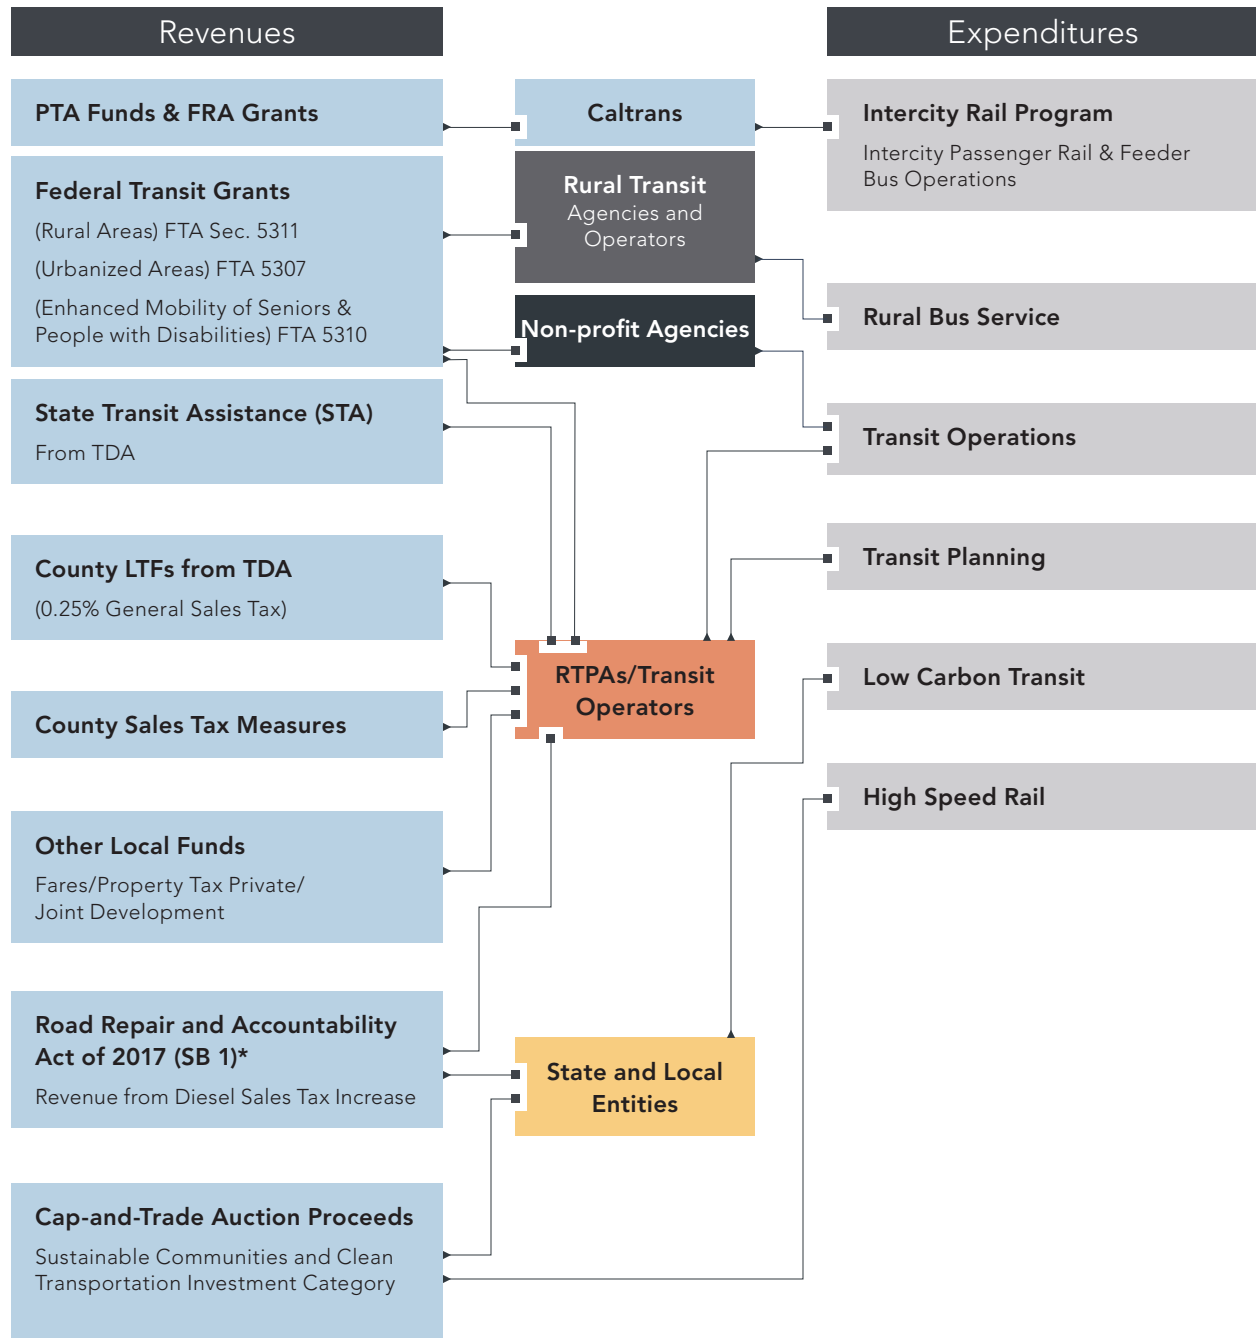 Revenues
PTA Funds & FRA Grants
Federal Transit Grants
(Rural Areas) FTA Sec. 5311
(Urbanized Areas) FTA 5307
(Enhanced Mobility of Seniors &
People with Disabilities) FTA 5310
State Transit Assistance (STA)
From TDA
County LTFs from TDA
(0.25% General Sales Tax)
County Sales Tax Measures
Other Local Funds
Fares/Property Tax Private/
Joint Development
Road Repair and Accountability
Act of 2017 (SB 1)*
Revenue from Diesel Sales Tax Increase
Cap-and-Trade Auction Proceeds
Sustainable Communities and Clean
Transportation Investment Category
Caltrans
Rural Transit
Agencies and
Operators
Non-profit Agencies
RTPAs/Transit
Operators
State and Local
Entities
Expenditures
Intercity Rail Program
Intercity Passenger Rail & Feeder
Bus Operations
Rural Bus Service
Transit Operations
Transit Planning
Low Carbon Transit
High Speed Rail